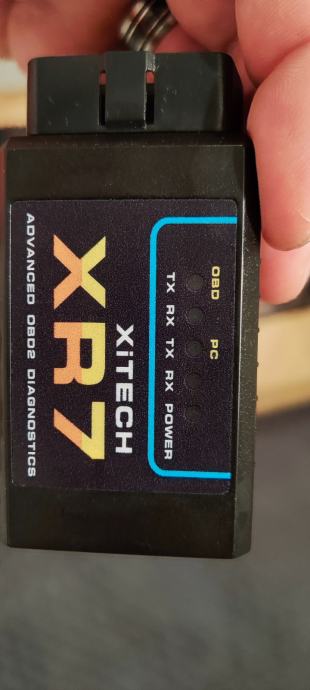 OBD PC
TX RX TX RX POWER
XiTECH
XR7
ADVANCED OBD2 DIAGNOSTICS